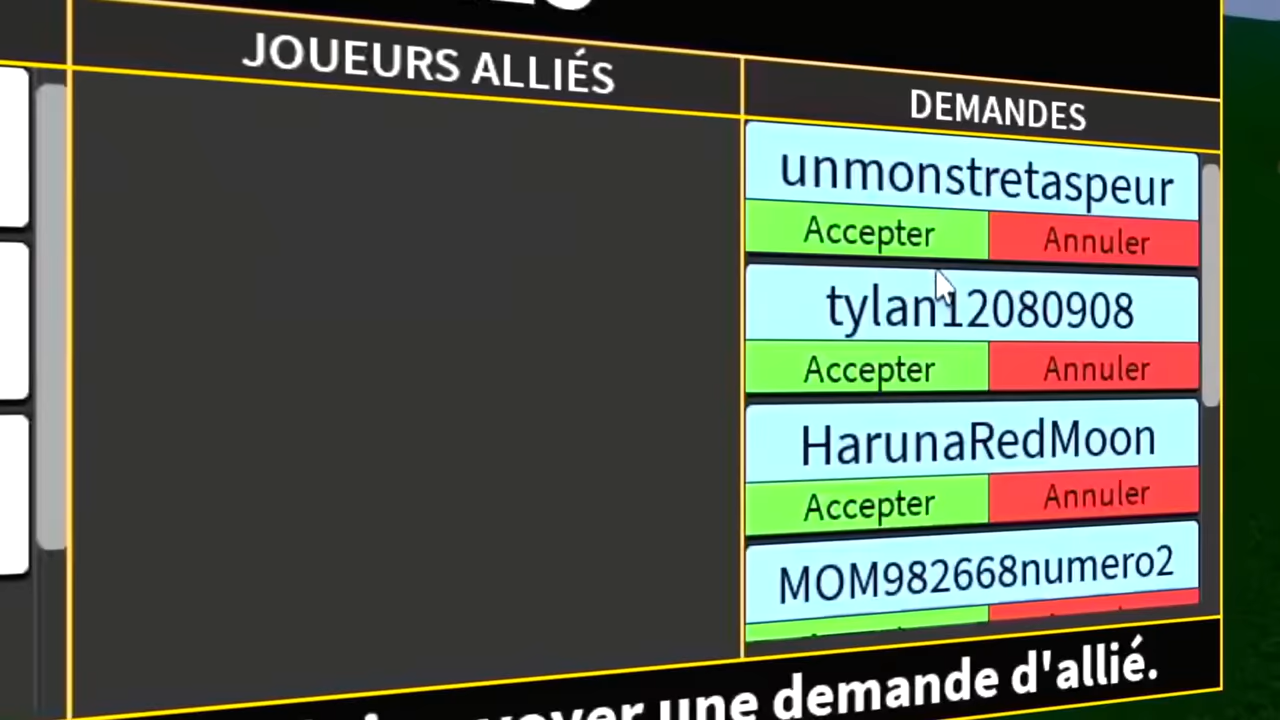 JOUEURS ALLIÉS
DEMANDES
unmonstretaspeur
Accepter Annuler
tylan12080908
Accepter Annuler
HarunaRedMoon
Accepter Annuler
MOM982668numero2
une demande d'allié.